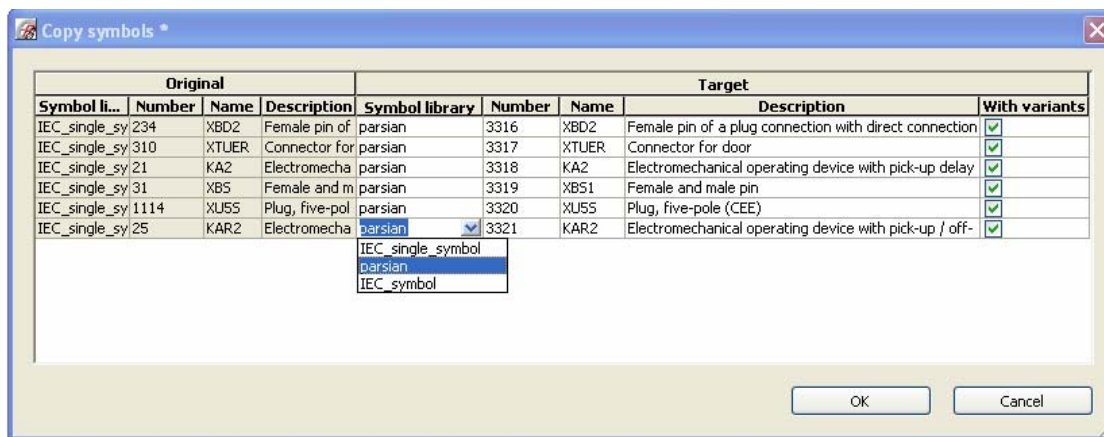 Copy symbols *
Original Target
Symbol li... Number Name Description Symbol library Number Name Description With variants
IEC_single_sy 234 XBD2 Female pin of parsian 3316 XBD2 Female pin of a plug connection with direct connection
IEC_single_sy 310 XTUER Connector for parsian 3317 XTUER Connector for door
IEC_single_sy 21 KA2 Electromecha parsian 3318 KA2 Electromechanical operating device with pick-up delay
IEC_single_sy 31 XBS Female and m parsian 3319 XBS1 Female and male pin
IEC_single_sy 1114 XU5S Plug, five-pol parsian 3320 XU5S Plug, five-pole (CEE)
IEC_single_sy 25 KAR2 Electromecha parsian 3321 KAR2 Electromechanical operating device with pick-up / off-
IEC_single_symbol
parsian
IEC_symbol
OK Cancel